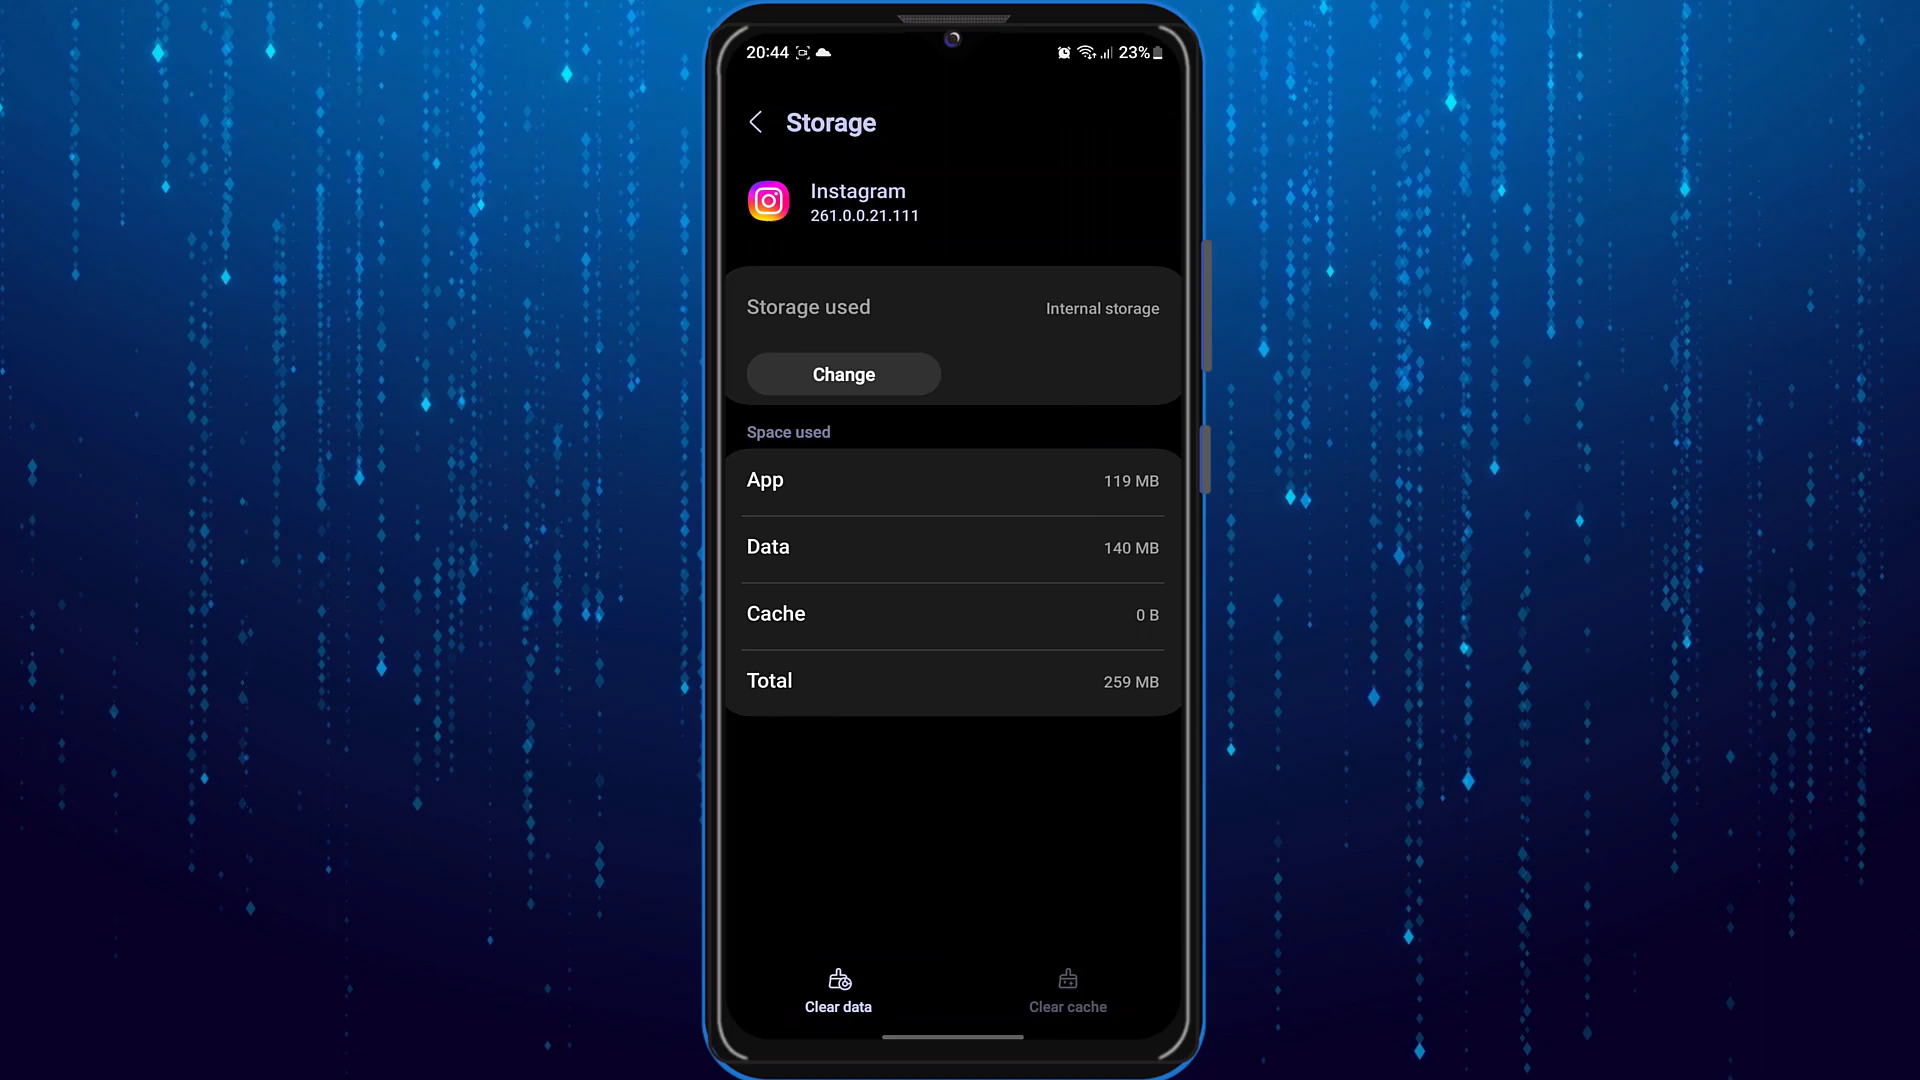 20:44 23%
Storage
Instagram
261.0.0.21.111
Storage used Internal storage
Change
Space used
App 119 MB
Data 140 MB
Cache 0 B
Total 259 MB
Clear data Clear cache